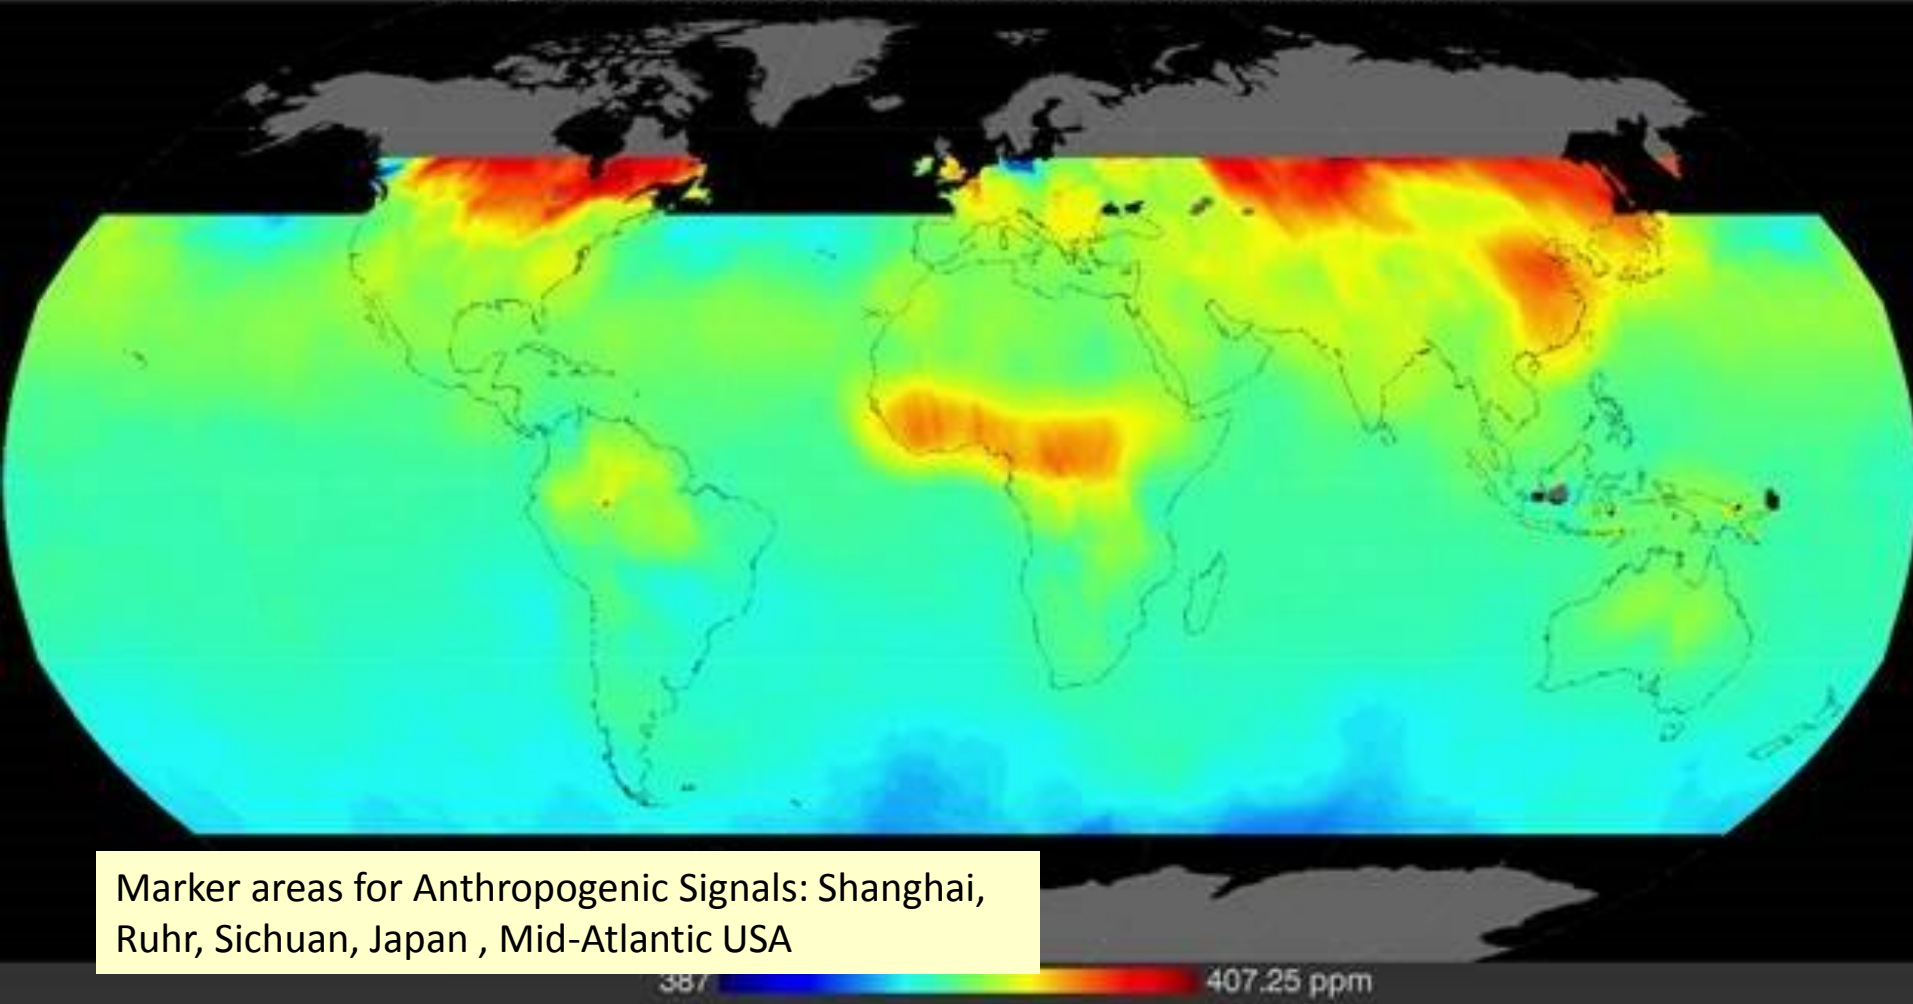 Marker areas for Anthropogenic Signals: Shanghai,
Ruhr, Sichuan, Japan , Mid-Atlantic USA
387 407.25 ppm